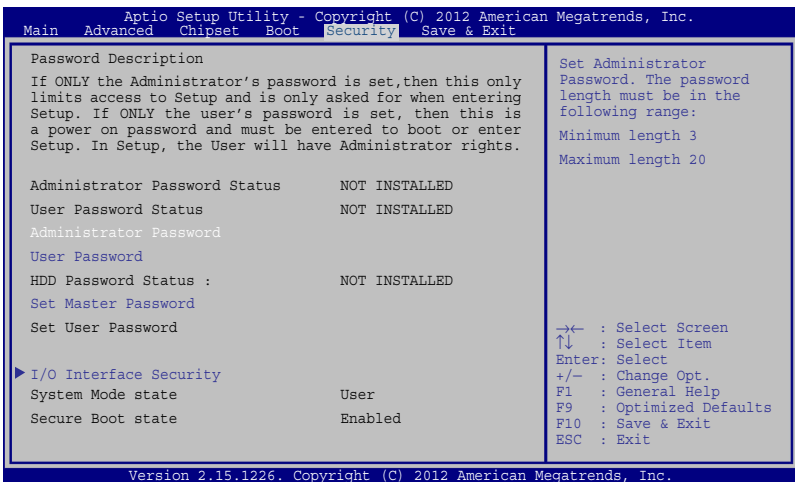 Aptio Setup Utility - Copyright (C) 2012 American Megatrends, Inc.
Main Advanced Chipset Boot Security Save & Exit
Password Description
If ONLY the Administrator's password is set,then this only
limits access to Setup and is only asked for when entering
Setup. If ONLY the user's password is set, then this is
a power on password and must be entered to boot or enter
Setup. In Setup, the User will have Administrator rights.
Administrator Password Status NOT INSTALLED
User Password Status NOT INSTALLED
Administrator Password
User Password
HDD Password Status : NOT INSTALLED
Set Master Password
Set User Password
I/O Interface Security
System Mode state User
Secure Boot state Enabled
Set Administrator
Password. The password
length must be in the
following range:
Minimum length 3
Maximum length 20
→← : Select Screen
↑↓ : Select Item
Enter: Select
+/— : Change Opt.
F1 : General Help
F9 : Optimized Defaults
F10 : Save & Exit
ESC : Exit
Version 2.15.1226. Copyright (C) 2012 American Megatrends, Inc.